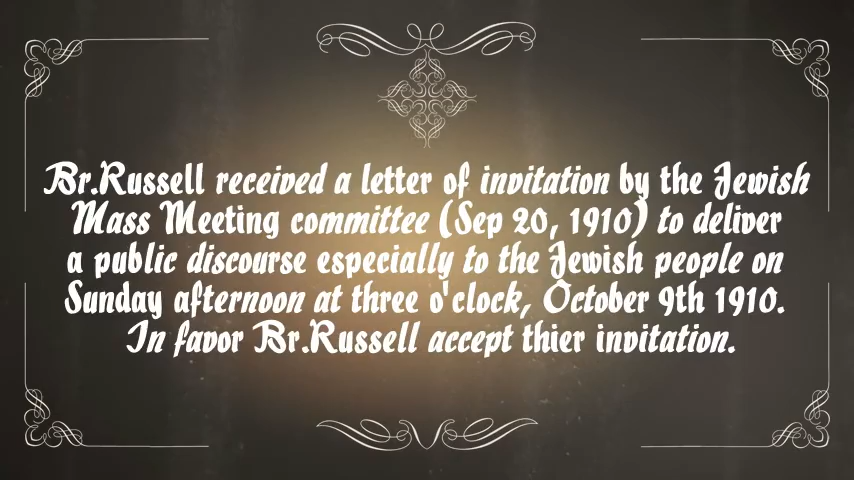 Br.Russell received a letter of invitation by the Jewish
Mass Meeting committee (Sep 20, 1910) to deliver
a public discourse especially to the Jewish people on
Sunday afternoon at three o'clock, October 9th 1910.
In favor Br.Russell accept thier invitation.